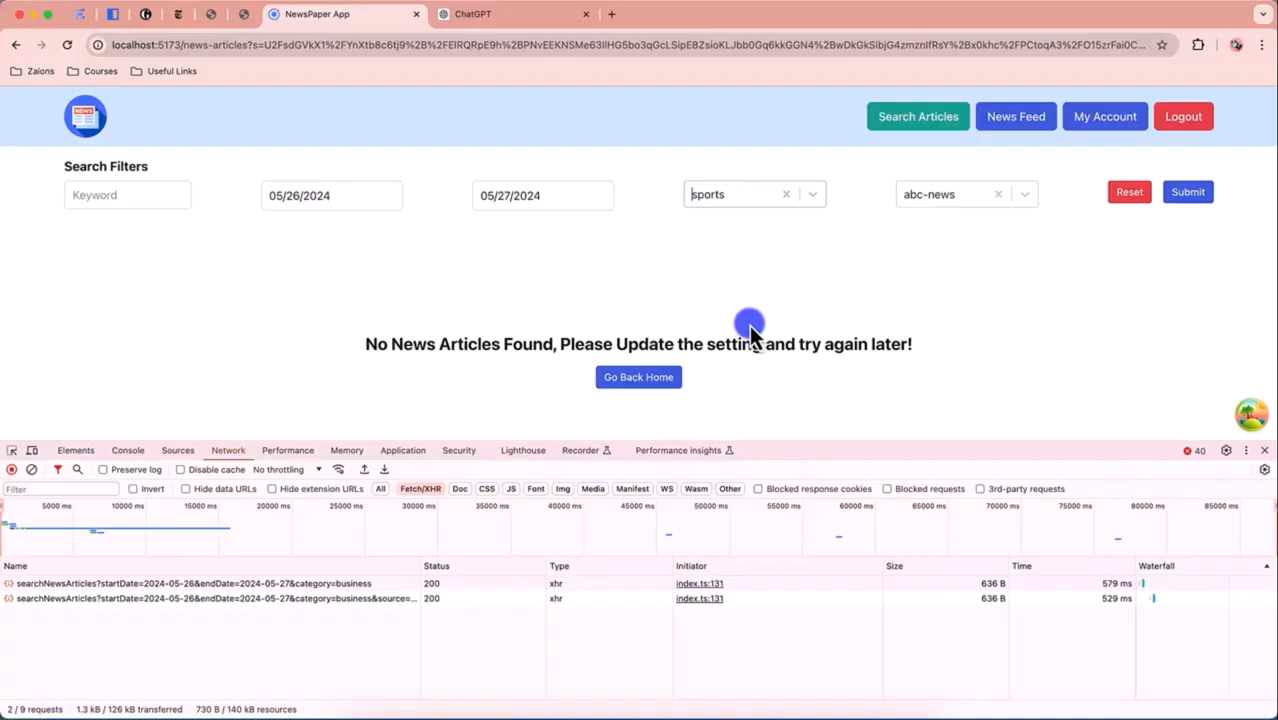 NewsPaper App
ChatGPT
localhost:5173/news-articles?s=U2FsdGVkX1%2FYnXtb8c6tj9%2B%2FElRQRpE9h%2BPNvEEKNSMe63IlHG5bo3qGcLSipE8ZsioKLJbb0Gq6kkGGN4%2BwDkGkSlbjG4zmznIfRsY%2Bx0khc%2FPCtoqA3%2FO15zrFai0C...
Zaions Courses Useful Links
NEWS
Search Articles News Feed My Account Logout
Search Filters
Keyword 05/26/2024 05/27/2024 sports abc-news Reset Submit
No News Articles Found, Please Update the setting and try again later!
Go Back Home
Elements Console Sources Network Performance Memory Application Security Lighthouse Recorder Performance insights 40
Preserve log Disable cache No throttling
Filter Invert Hide data URLs Hide extension URLs All Fetch/XHR Doc CSS JS Font Img Media Manifest WS Wasm Other Blocked response cookies Blocked requests 3rd-party requests
5000 ms 10000 ms 15000 ms 20000 ms 25000 ms 30000 ms 35000 ms 40000 ms 45000 ms 50000 ms 55000 ms 60000 ms 65000 ms 70000 ms 75000 ms 80000 ms 85000 ms
Name Status Type Initiator Size Time Waterfall
searchNewsArticles?startDate=2024-05-26&endDate=2024-05-27&category=business 200 xhr index.ts:131 636 B 579 ms
searchNewsArticles?startDate=2024-05-26&endDate=2024-05-27&category=business&source=... 200 xhr index.ts:131 636 B 529 ms
2 / 9 requests 1.3 kB / 126 kB transferred 730 B / 140 kB resources